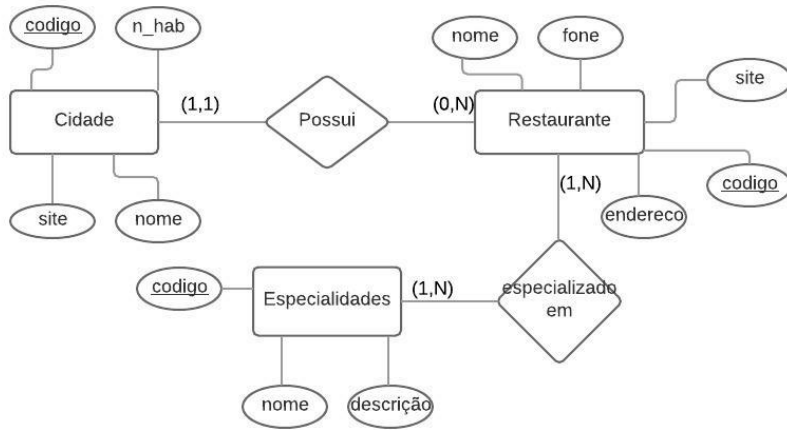 codigo
n_hab
nome
fone
site
Cidade
(1,1)
Possui
(0,N)
Restaurante
site
nome
(1,N)
endereco
codigo
codigo
Especialidades
(1,N)
especializado
em
nome
descrição